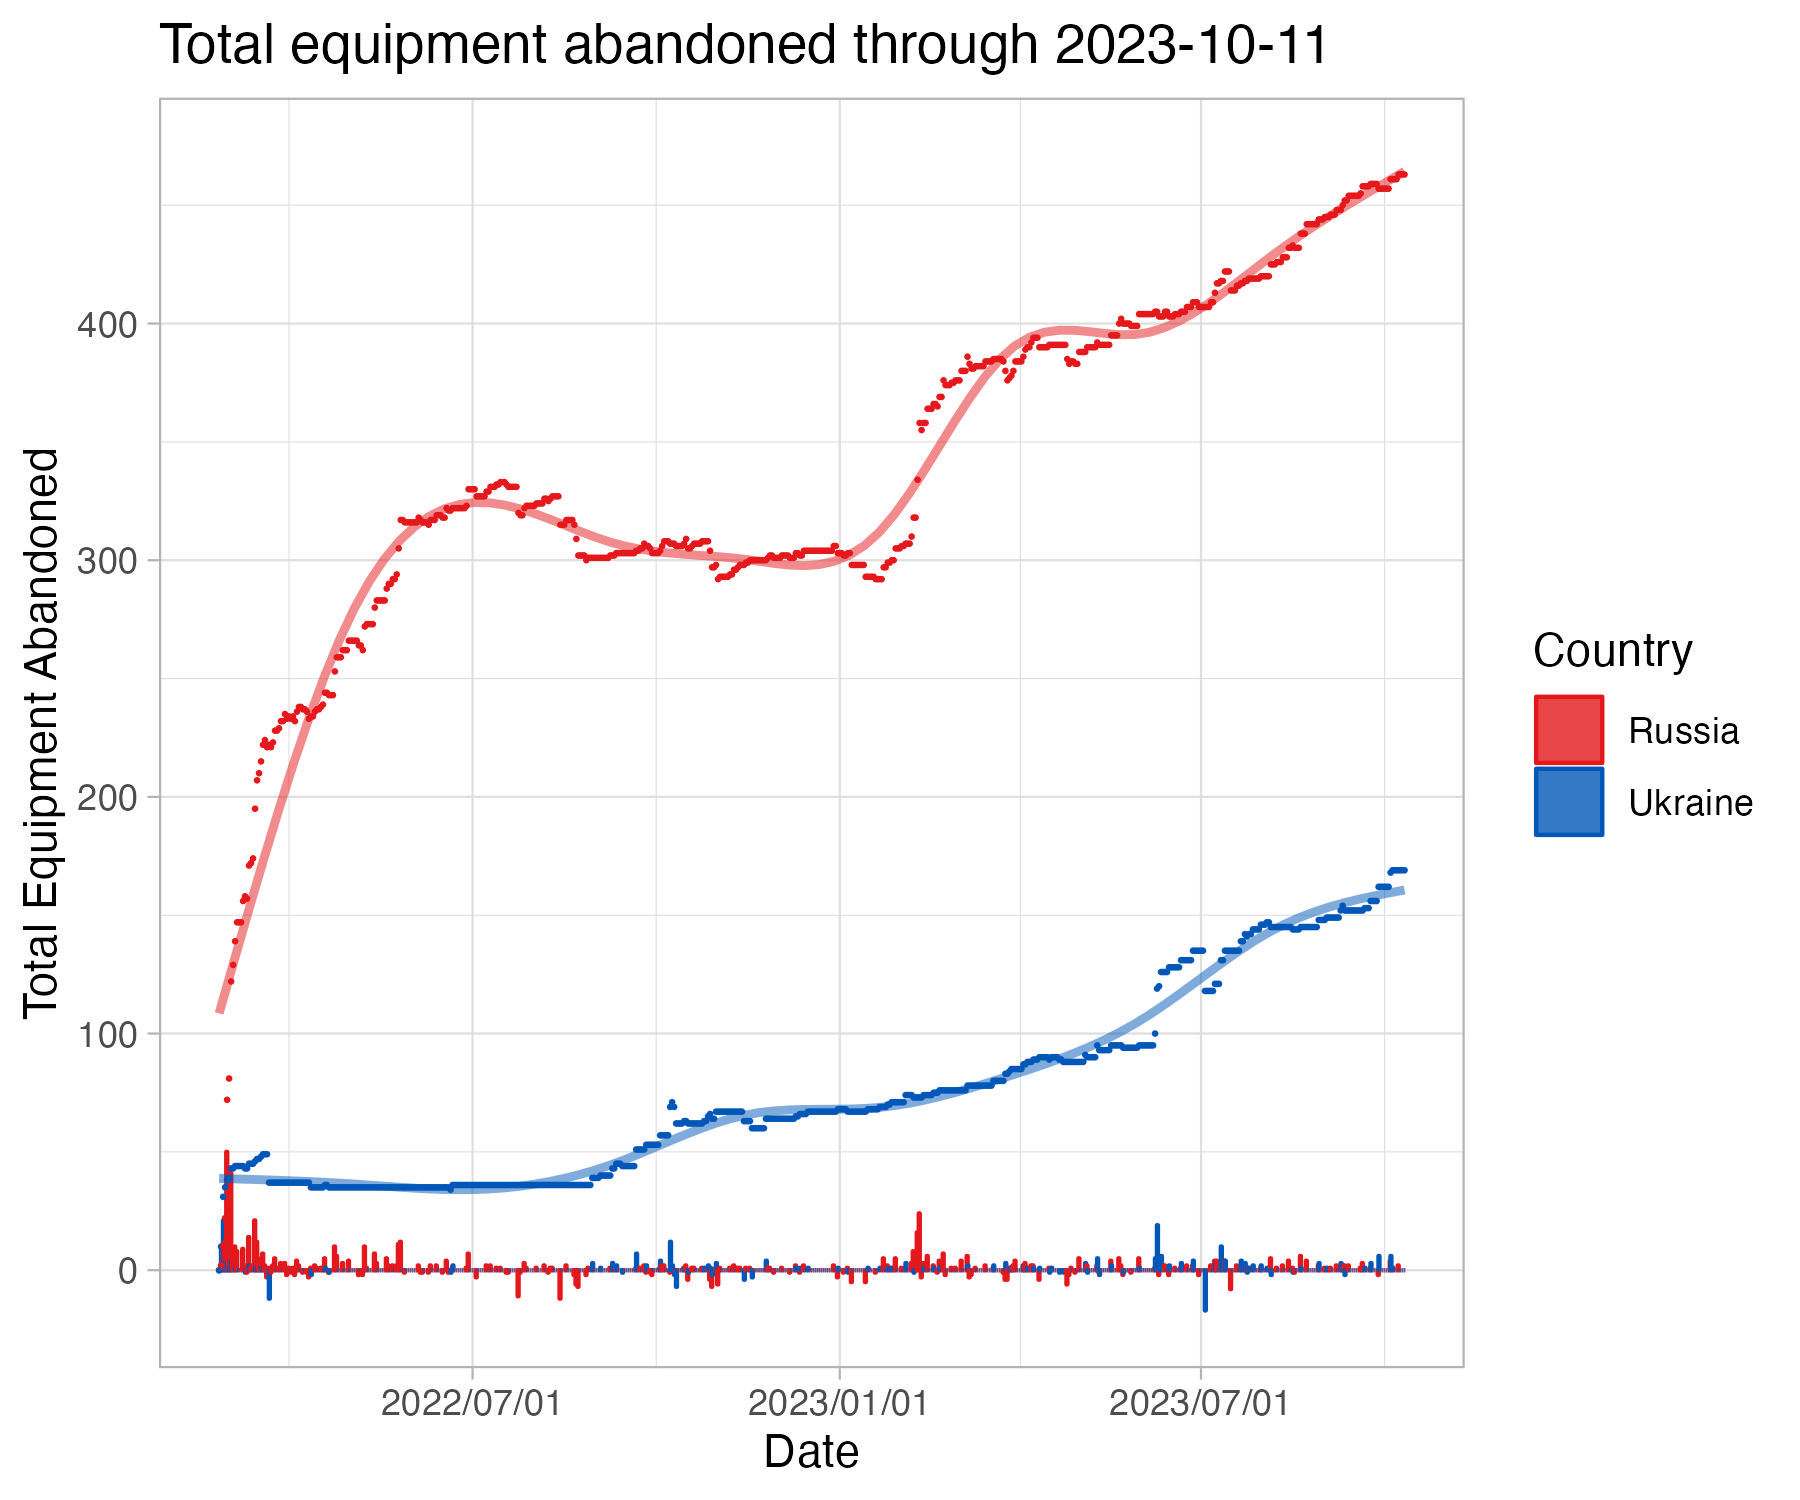 Total equipment abandoned through 2023-10-11
Total Equipment Abandoned
400
300
200
100
0
2022/07/01
2023/01/01
2023/07/01
Date
Country
Russia
Ukraine